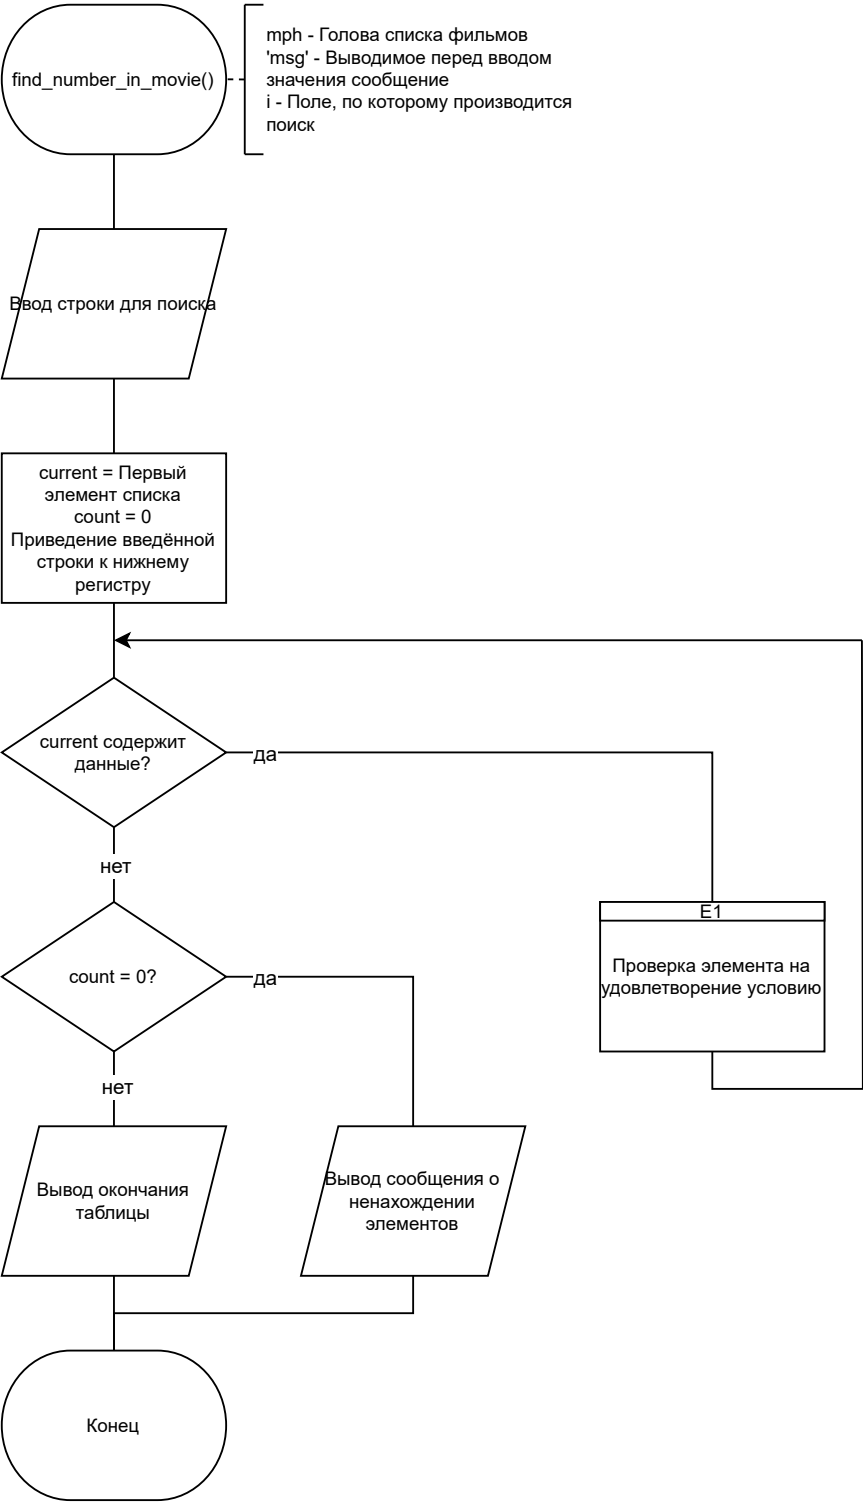 find_number_in_movie()
mph - Голова списка фильмов
'msg' - Выводимое перед вводом
значения сообщение
i - Поле, по которому производится
поиск
Ввод строки для поиска
current = Первый
элемент списка
count = 0
Приведение введённой
строки к нижнему
регистру
current содержит
данные?
да
нет
E1
Проверка элемента на
удовлетворение условию
count = 0?
да
нет
Вывод окончания
таблицы
Вывод сообщения о
ненахождении
элементов
Конец